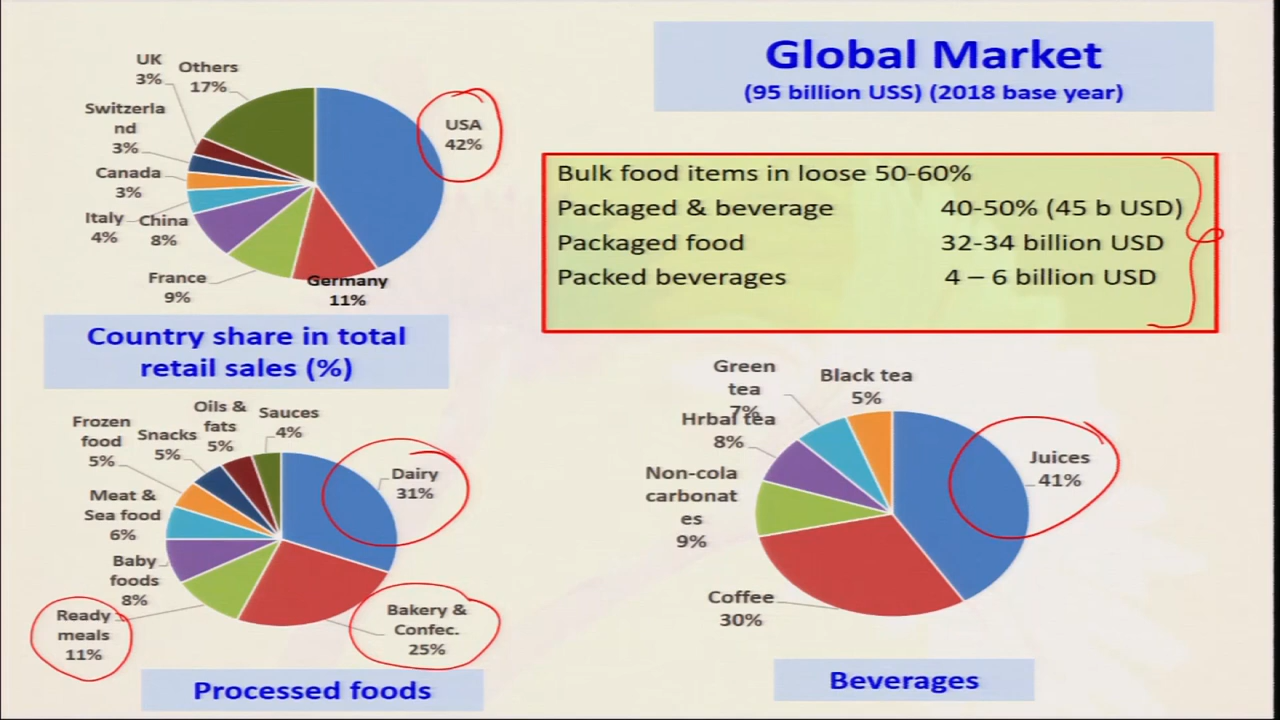 Global Market
(95 billion USS) (2018 base year)
UK
3%
Others
17%
Switzerla
nd
3%
Canada
3%
Italy
4%
China
8%
France
9%
Germany
11%
USA
42%
Country share in total
retail sales (%)
Bulk food items in loose 50-60%
Packaged & beverage 40-50% (45 b USD)
Packaged food 32-34 billion USD
Packed beverages 4 – 6 billion USD
Frozen
food
5%
Snacks
5%
Oils &
fats
5%
Sauces
4%
Meat &
Sea food
6%
Baby
foods
8%
Ready
meals
11%
Dairy
31%
Bakery &
Confec.
25%
Processed foods
Green
tea
7%
Black tea
5%
Hrbal tea
8%
Non-cola
carbonat
es
9%
Coffee
30%
Juices
41%
Beverages